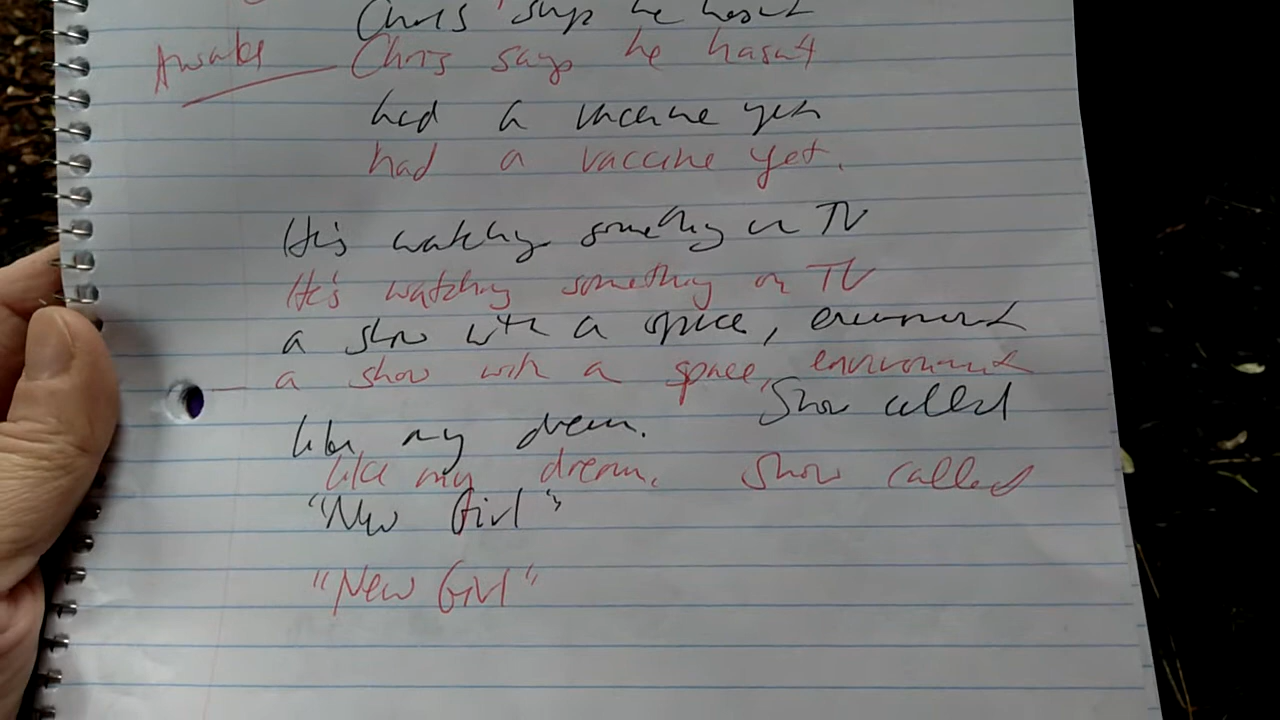 Chris says he hasn't
Awake Chris says he hasn't
had a vaccine yet
had a vaccine yet.
He's watching something on TV
He's watching something on TV
a show with a space, environment
a show with a space, environment
like my dream. Show called
like my dream. Show called
"New Girl"
"New Girl"